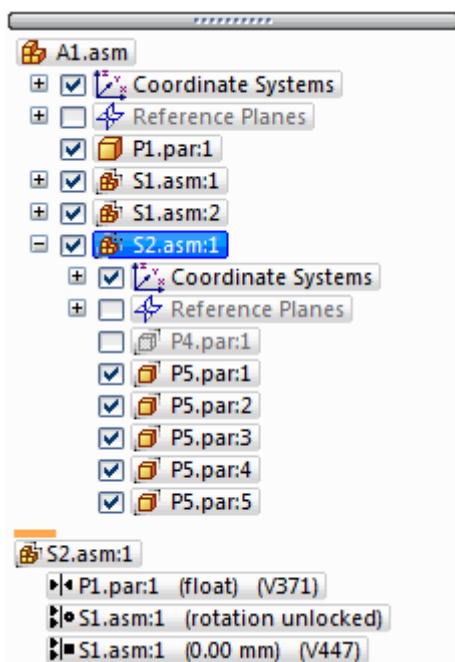 A1.asm
Coordinate Systems
Reference Planes
P1.par:1
S1.asm:1
S1.asm:2
S2.asm:1
Coordinate Systems
Reference Planes
P4.par:1
P5.par:1
P5.par:2
P5.par:3
P5.par:4
P5.par:5
S2.asm:1
P1.par:1 (float) (V371)
S1.asm:1 (rotation unlocked)
S1.asm:1 (0.00 mm) (V447)